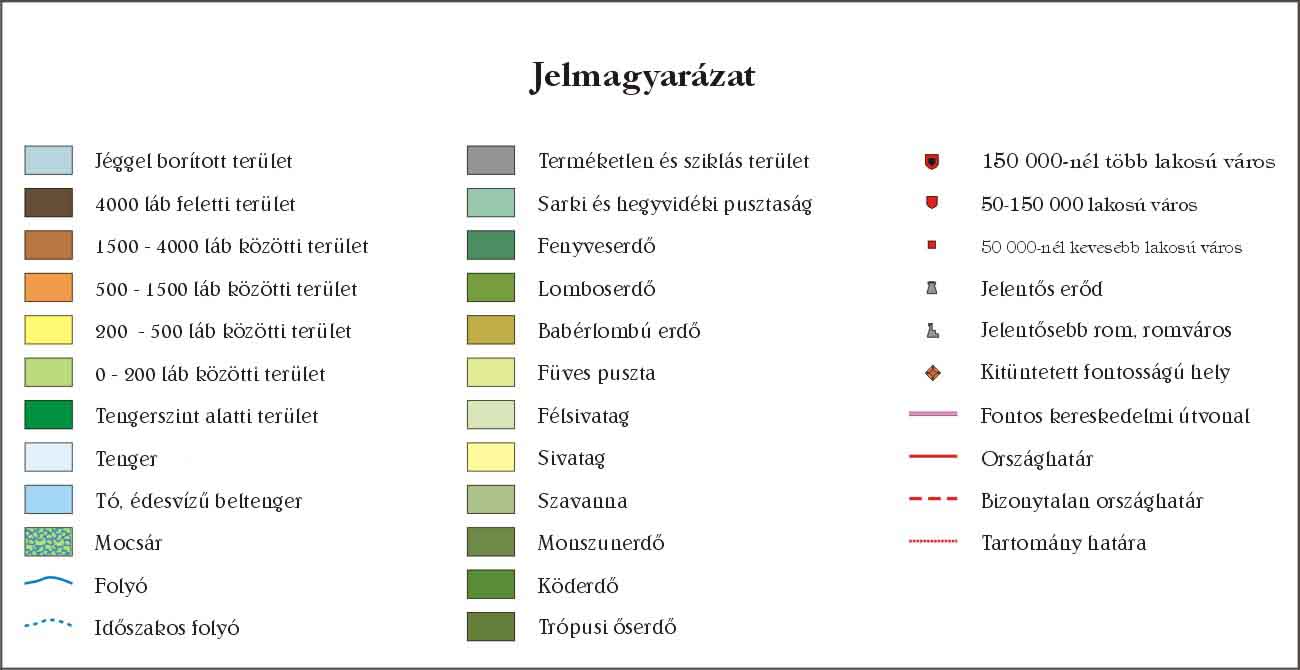 Jelmagyarázat
Jéggel borított terület
4000 láb feletti terület
1500 - 4000 láb közötti terület
500 - 1500 láb közötti terület
200 - 500 láb közötti terület
0 - 200 láb közötti terület
Tengerszint alatti terület
Tenger
Tó, édesvízű beltenger
Mocsár
Folyó
Időszakos folyó
Terméketlen és sziklás terület
Sarki és hegyvidéki pusztaság
Fenyveserdő
Lomboserdő
Babérlombú erdő
Füves puszta
Félsivatag
Sivatag
Szavanna
Monszunerdő
Köderdő
Trópusi őserdő
150 000-nél több lakosú város
50-150 000 lakosú város
50 000-nél kevesebb lakosú város
Jelentős erőd
Jelentősebb rom, romváros
Kitüntetett fontosságú hely
Fontos kereskedelmi útvonal
Országhatár
Bizonytalan országhatár
Tartomány határa